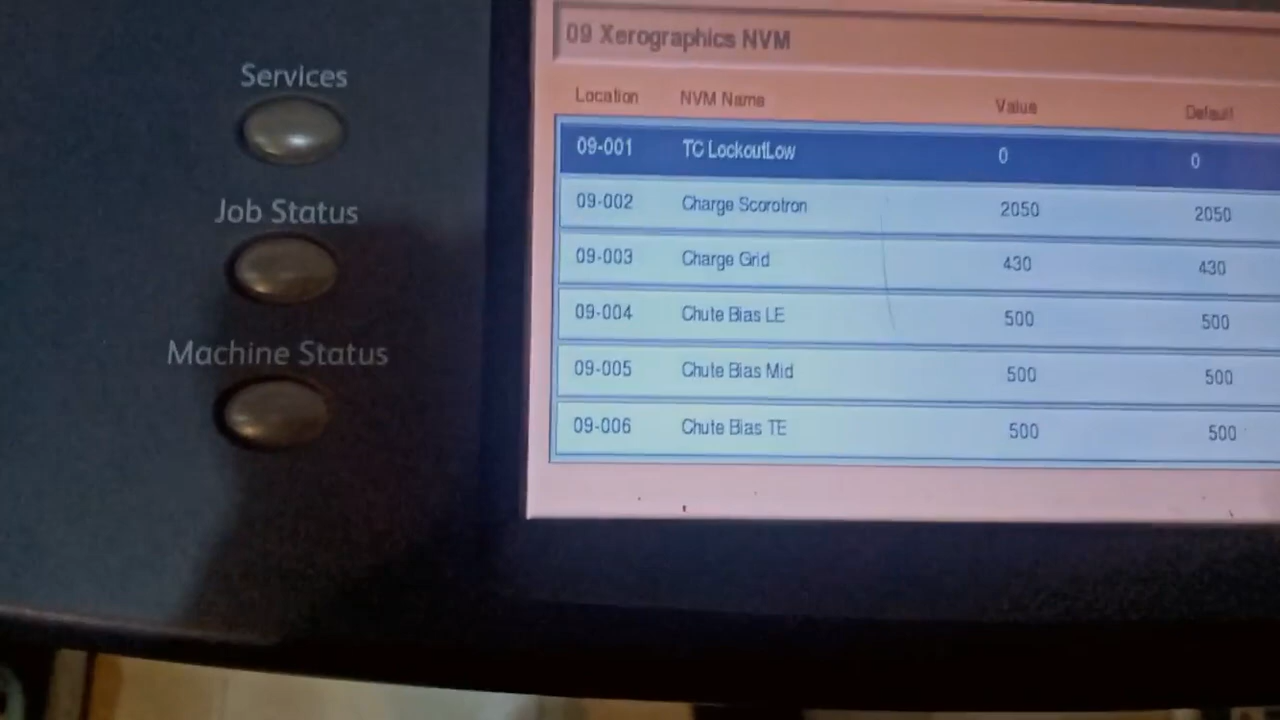 Services
Job Status
Machine Status
09 Xerographics NVM
Location NVM Name Value Default
09-001 TC LockoutLow 0 0
09-002 Charge Scorotron 2050 2050
09-003 Charge Grid 430 430
09-004 Chute Bias LE 500 500
09-005 Chute Bias Mid 500 500
09-006 Chute Bias TE 500 500